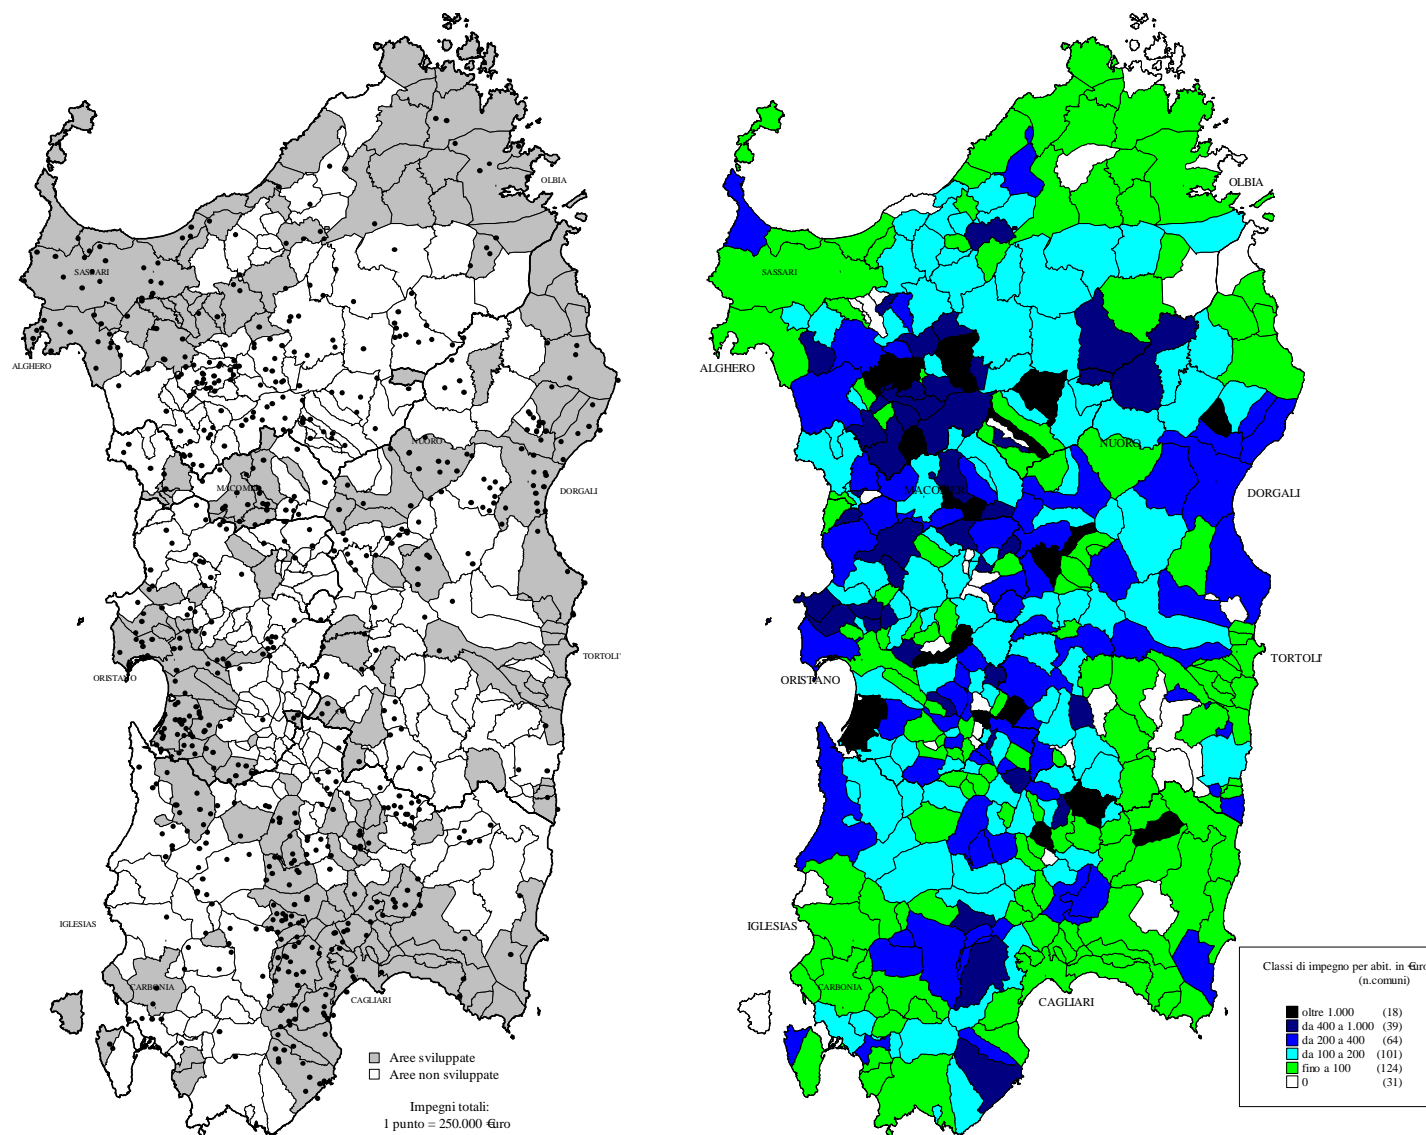 OLBIA
SASSARI
ALGHERO
NUORO
MACOMER
DORGALI
TORTOLI'
ORISTANO
IGLESIAS
CARBONIA
CAGLIARI
Aree sviluppate
Aree non sviluppate
Impegni totali:
1 punto = 250.000 €uro
OLBIA
SASSARI
ALGHERO
NUORO
MACOMER
DORGALI
TORTOLI'
ORISTANO
IGLESIAS
CARBONIA
CAGLIARI
Classi di impegno per abit. in €uro
(n.comuni)
oltre 1.000 (18)
da 400 a 1.000 (39)
da 200 a 400 (64)
da 100 a 200 (101)
fino a 100 (124)
0 (31)